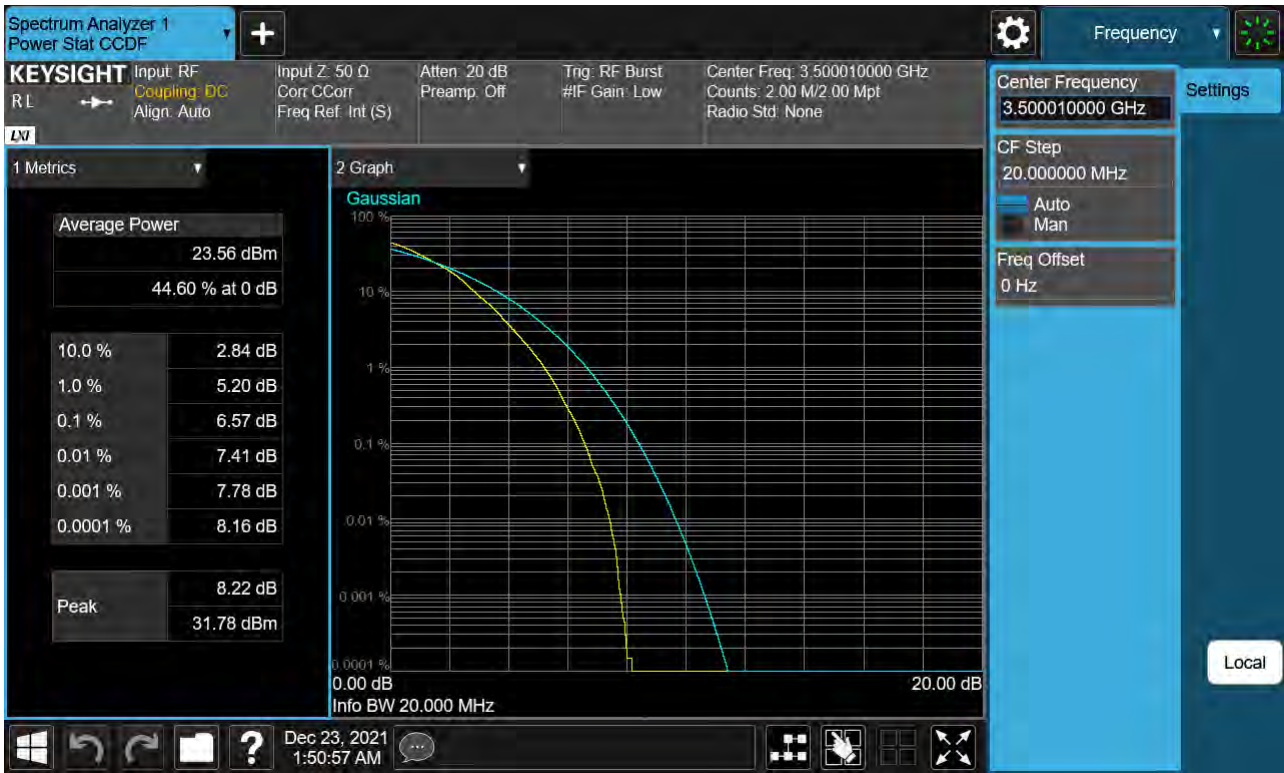 Spectrum Analyzer 1
Power Stat CCDF
+
Frequency
KEYSIGHT
RL
LXI
Input: RF
Coupling: DC
Align: Auto
Input Z: 50 Ω
Corr CCorr
Freq Ref: Int (S)
Atten: 20 dB
Preamp: Off
Trig: RF Burst
#IF Gain: Low
Center Freq: 3.500010000 GHz
Counts: 2.00 M/2.00 Mpt
Radio Std: None
Center Frequency
3.500010000 GHz
Settings
CF Step
20.000000 MHz
Auto
Man
Freq Offset
0 Hz
1 Metrics
Average Power
23.56 dBm
44.60 % at 0 dB
10.0 % 2.84 dB
1.0 % 5.20 dB
0.1 % 6.57 dB
0.01 % 7.41 dB
0.001 % 7.78 dB
0.0001 % 8.16 dB
Peak
8.22 dB
31.78 dBm
2 Graph
Gaussian
100 %
10 %
1 %
0.1 %
0.01 %
0.001 %
0.0001 %
0.00 dB 20.00 dB
Info BW 20.000 MHz
Local
?
Dec 23, 2021
1:50:57 AM